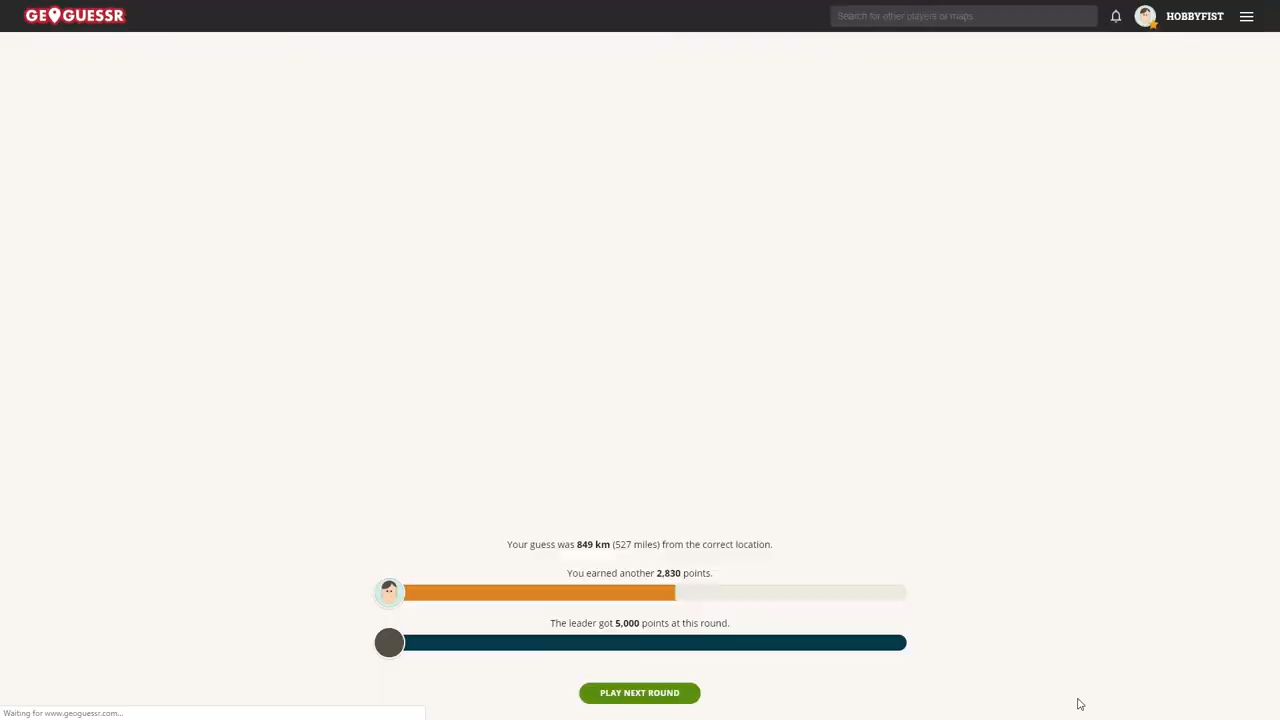 GEOGUESSR
Search for other players or maps
HOBBYFIST
Your guess was 849 km (527 miles) from the correct location.
You earned another 2,830 points.
The leader got 5,000 points at this round.
PLAY NEXT ROUND
Waiting for www.geoguessr.com...